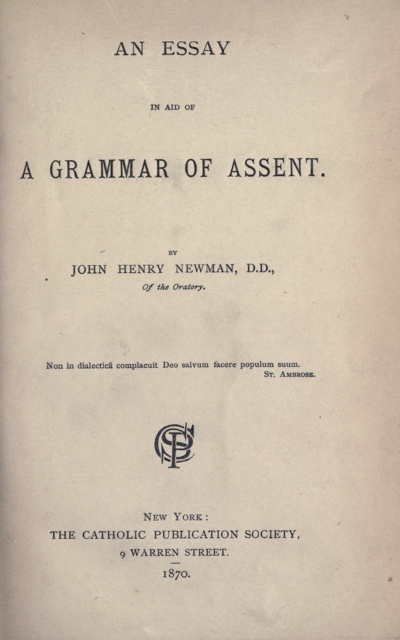 AN ESSAY
IN AID OF
A GRAMMAR OF ASSENT.
BY
JOHN HENRY NEWMAN, D.D.,
Of the Oratory.
Non in dialecticâ complacuit Deo salvum facere populum suum.
St. Ambrose.
CPS
New York:
THE CATHOLIC PUBLICATION SOCIETY,
9 WARREN STREET.
1870.